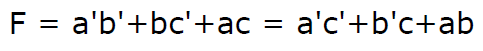 F = a'b'+bc'+ac = a'c'+b'c+ab